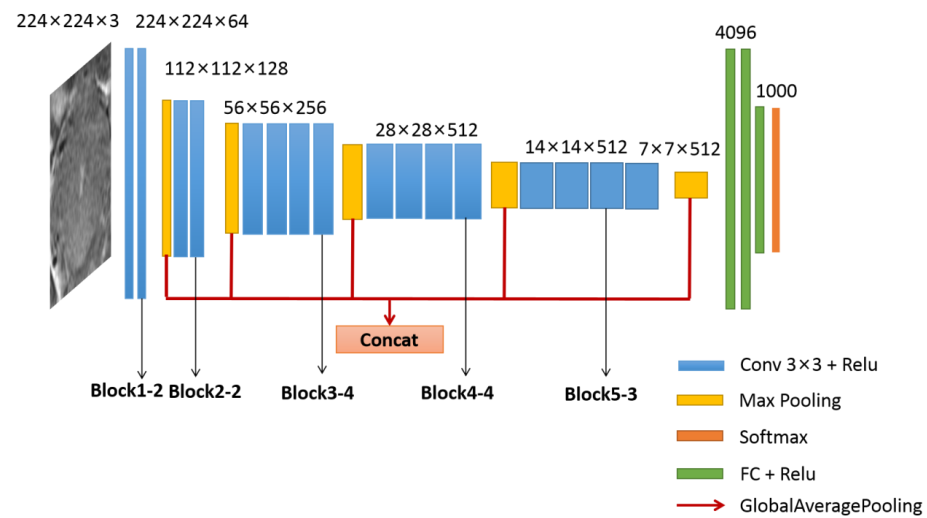 224×224×3
224×224×64
112×112×128
56×56×256
28×28×512
14×14×512
7×7×512
4096
1000
Concat
Block1-2
Block2-2
Block3-4
Block4-4
Block5-3
Conv 3×3 + Relu
Max Pooling
Softmax
FC + Relu
GlobalAveragePooling